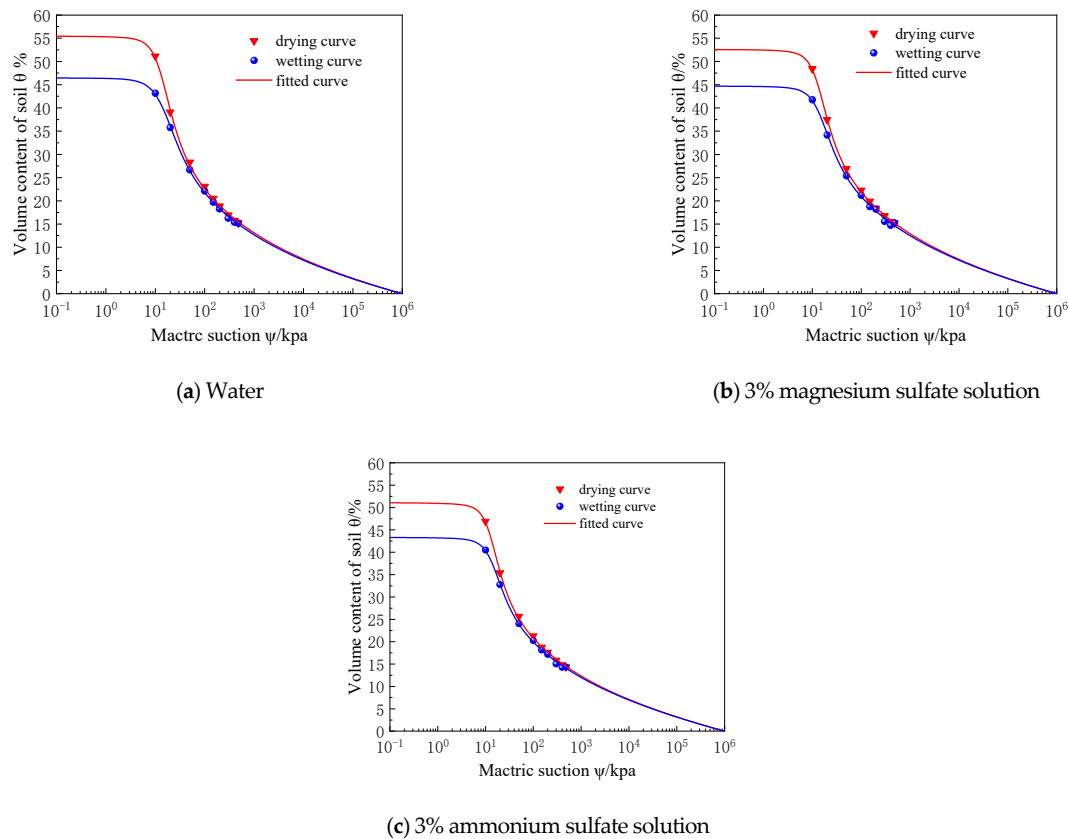 60
55
50
45
40
35
30
25
20
15
10
5
0
Volume content of soil θ %
drying curve
wetting curve
fitted curve
10⁻¹ 10⁰ 10¹ 10² 10³ 10⁴ 10⁵ 10⁶
Mactrc suction ψ/kpa
(a) Water
60
55
50
45
40
35
30
25
20
15
10
5
0
Volume content of soil θ/%
drying curve
wetting curve
fitted curve
10⁻¹ 10⁰ 10¹ 10² 10³ 10⁴ 10⁵ 10⁶
Mactric suction ψ/kpa
(b) 3% magnesium sulfate solution
60
55
50
45
40
35
30
25
20
15
10
5
0
Volume content of soil θ/%
drying curve
wetting curve
fitted curve
10⁻¹ 10⁰ 10¹ 10² 10³ 10⁴ 10⁵ 10⁶
Mactric suction ψ/kpa
(c) 3% ammonium sulfate solution